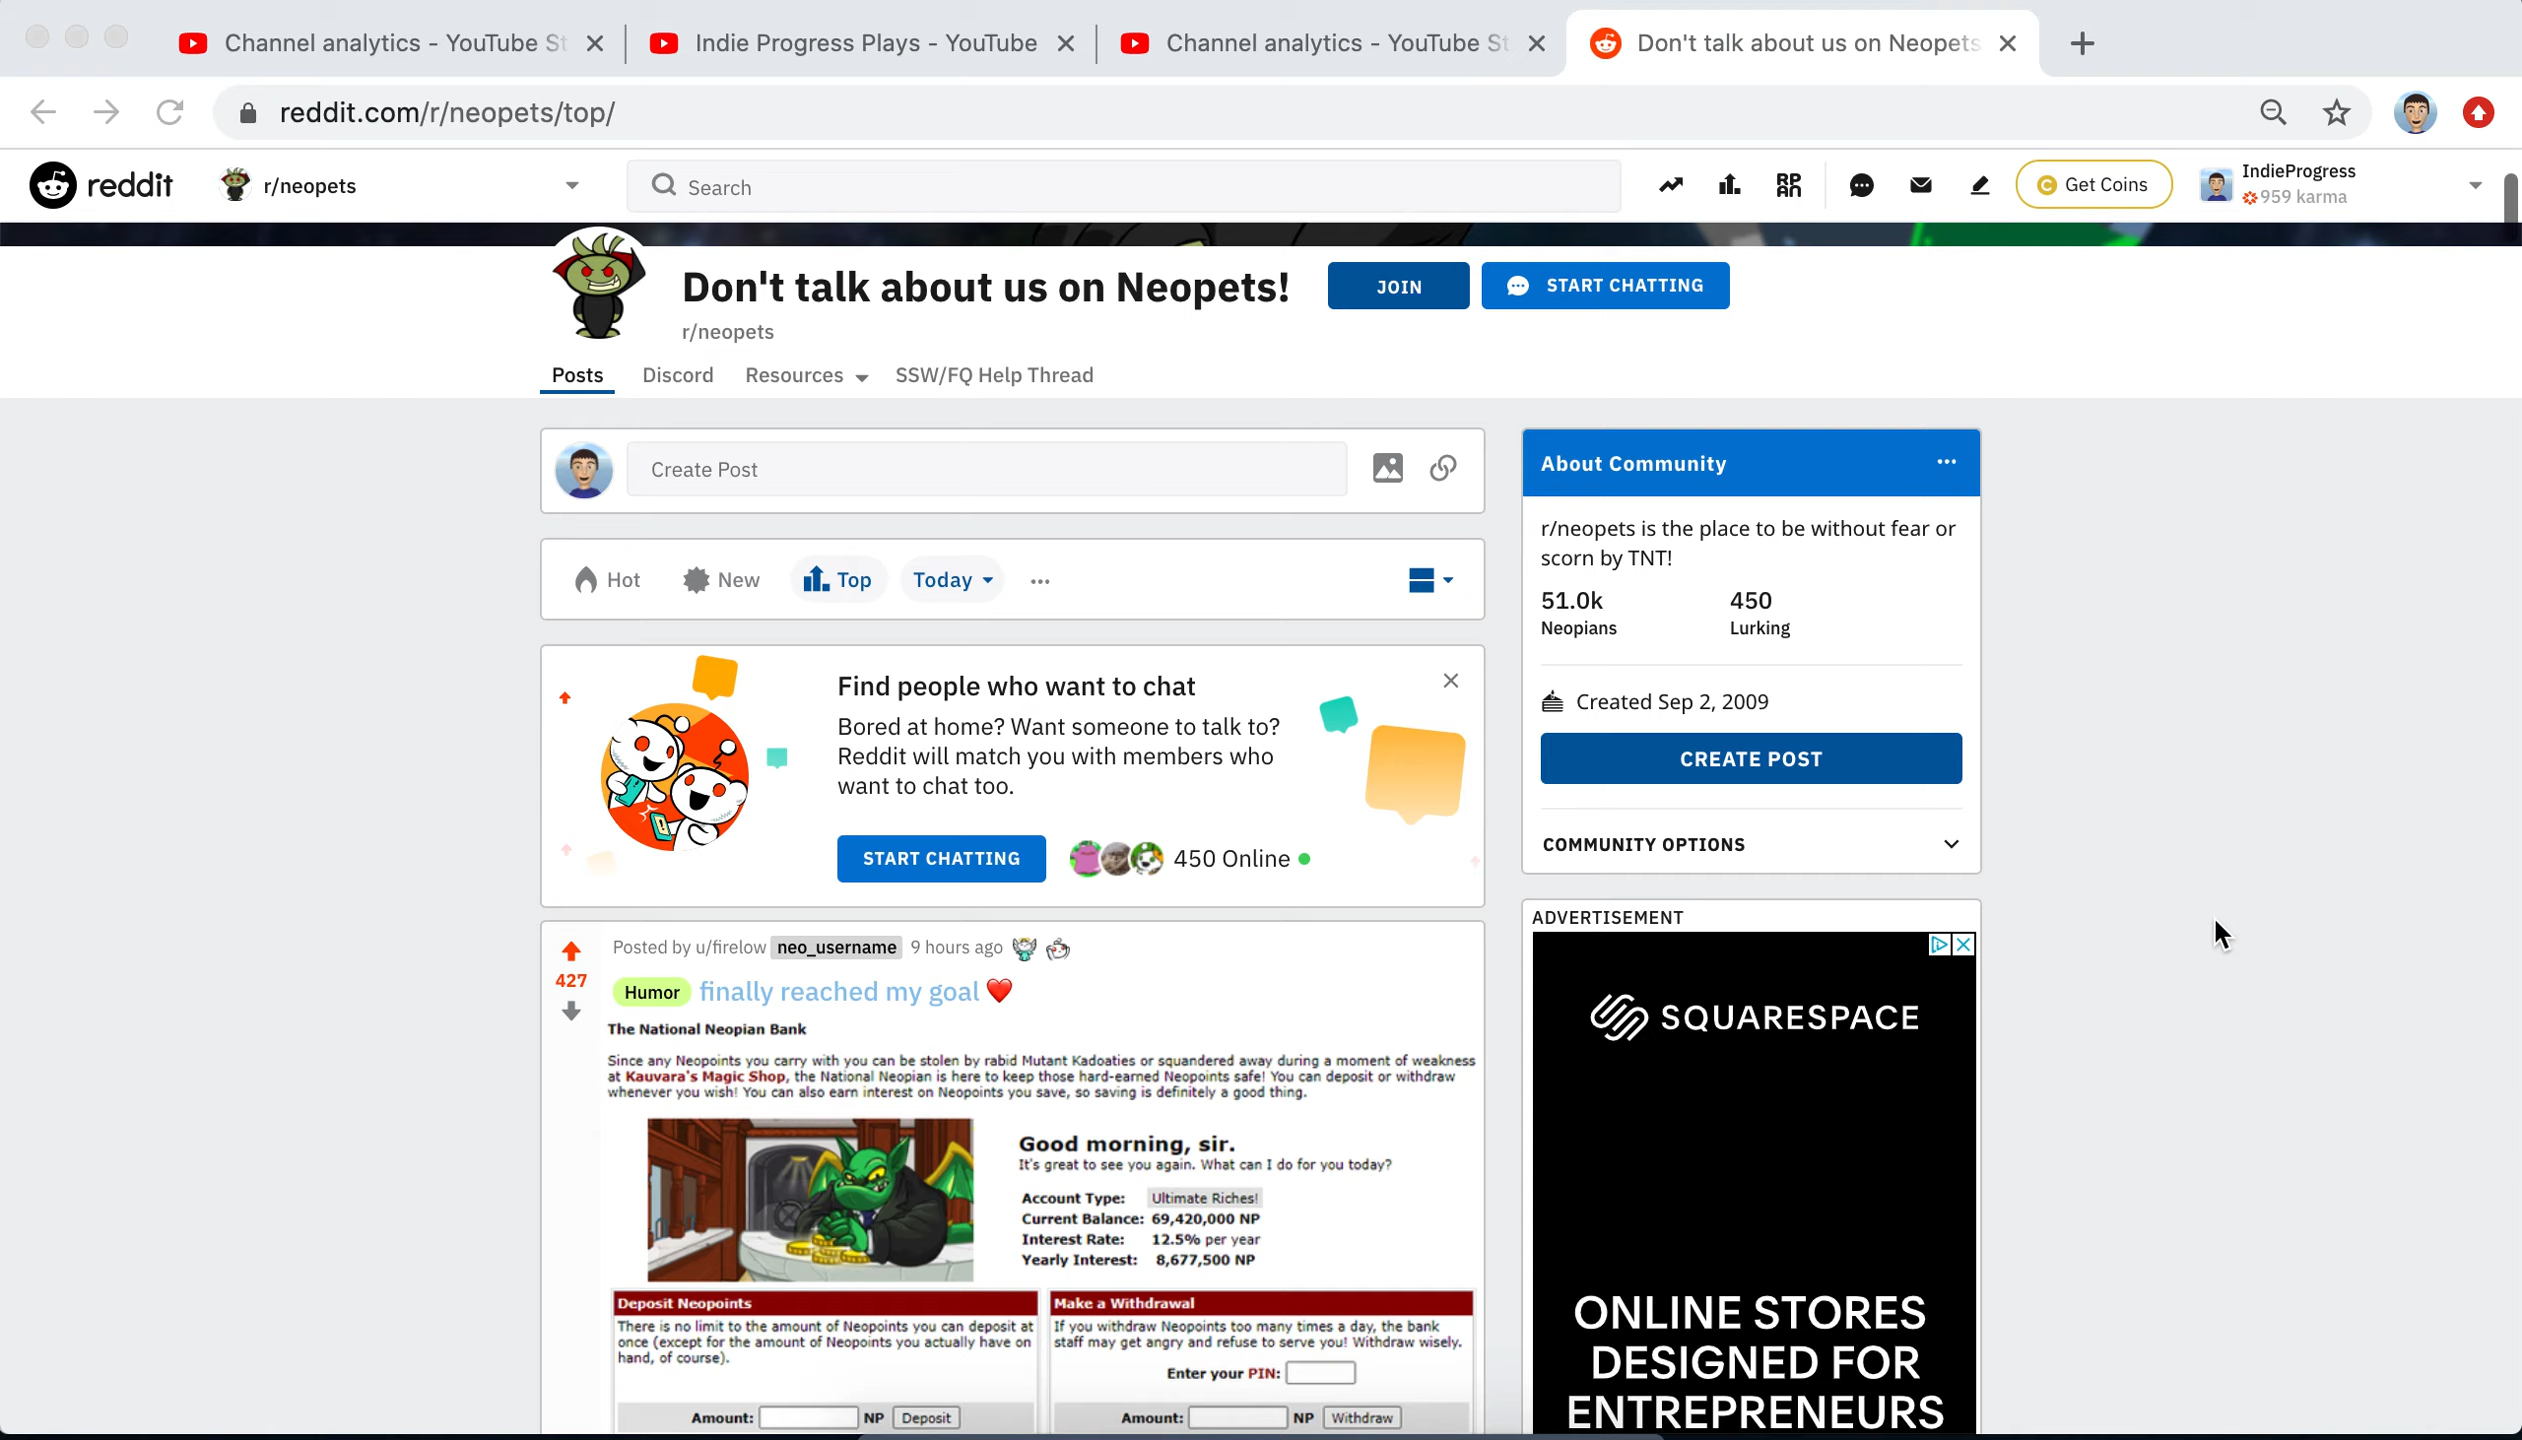 Channel analytics - YouTube St
Indie Progress Plays - YouTube
Channel analytics - YouTube St
Don't talk about us on Neopets
reddit.com/r/neopets/top/
reddit
r/neopets
Search
RPAN
Get Coins
IndieProgress
959 karma
Don't talk about us on Neopets!
JOIN
START CHATTING
r/neopets
Posts
Discord
Resources
SSW/FQ Help Thread
Create Post
Hot
New
Top
Today
Find people who want to chat
Bored at home? Want someone to talk to?
Reddit will match you with members who
want to chat too.
START CHATTING
450 Online
About Community
r/neopets is the place to be without fear or
scorn by TNT!
51.0k
450
Neopians
Lurking
Created Sep 2, 2009
CREATE POST
COMMUNITY OPTIONS
427
Posted by u/firelow neo_username 9 hours ago
Humor finally reached my goal ❤️
The National Neopian Bank
Since any Neopoints you carry with you can be stolen by rabid Mutant Kadoaties or squandered away during a moment of weakness
at Kauvara's Magic Shop, the National Neopian is here to keep those hard-earned Neopoints safe! You can deposit or withdraw
whenever you wish! You can also earn interest on Neopoints you save, so saving is definitely a good thing.
Good morning, sir.
It's great to see you again. What can I do for you today?
Account Type: Ultimate Riches!
Current Balance: 69,420,000 NP
Interest Rate: 12.5% per year
Yearly Interest: 8,677,500 NP
Deposit Neopoints
There is no limit to the amount of Neopoints you can deposit at
once (except for the amount of Neopoints you actually have on
hand, of course).
Amount: NP Deposit
Make a Withdrawal
If you withdraw Neopoints too many times a day, the bank
staff may get angry and refuse to serve you! Withdraw wisely.
Enter your PIN:
Amount: NP Withdraw
ADVERTISEMENT
SQUARESPACE
ONLINE STORES
DESIGNED FOR
ENTREPRENEURS